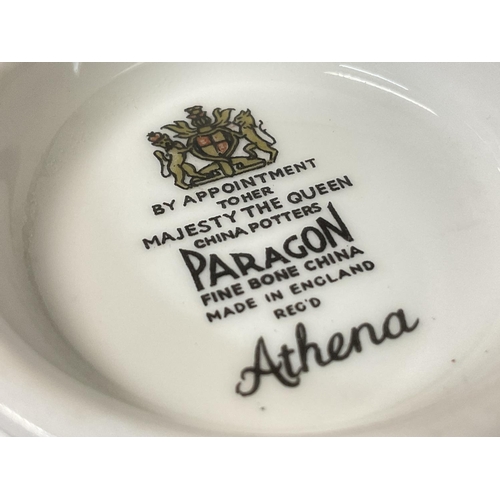 BY APPOINTMENT
TO HER
MAJESTY THE QUEEN
CHINA POTTERS
PARAGON
FINE BONE CHINA
MADE IN ENGLAND
REG'D
Athena